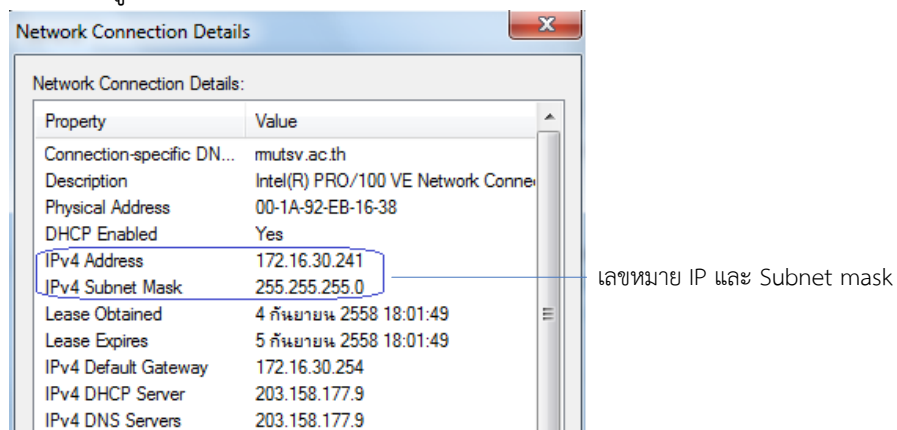 Network Connection Details
Network Connection Details:
Property Value
Connection-specific DN... rmutsv.ac.th
Description Intel(R) PRO/100 VE Network Conne
Physical Address 00-1A-92-EB-16-38
DHCP Enabled Yes
IPv4 Address 172.16.30.241
IPv4 Subnet Mask 255.255.255.0
เลขหมาย IP และ Subnet mask
Lease Obtained 4 กันยายน 2558 18:01:49
Lease Expires 5 กันยายน 2558 18:01:49
IPv4 Default Gateway 172.16.30.254
IPv4 DHCP Server 203.158.177.9
IPv4 DNS Servers 203.158.177.9